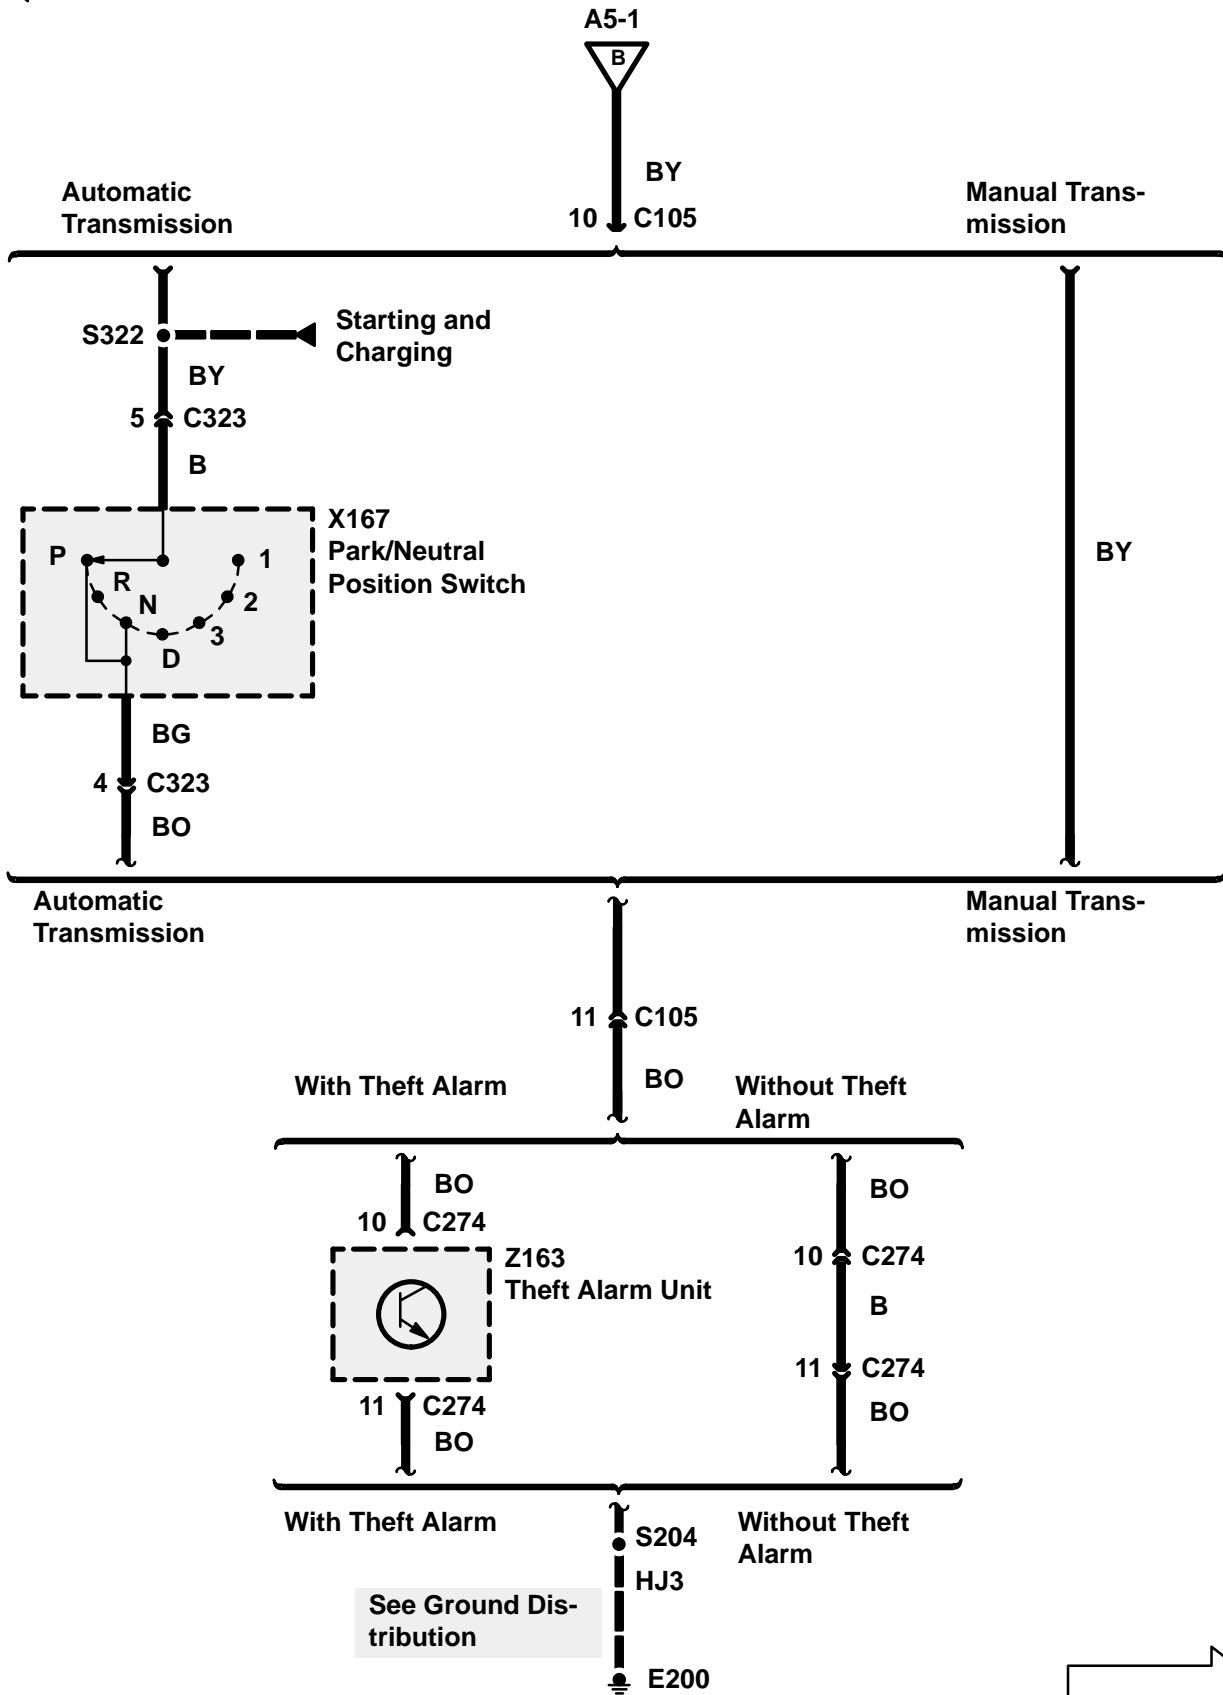 A5-1
B
BY
Automatic
Transmission
10 C105
Manual Trans-
mission
S322
Starting and
Charging
BY
5 C323
B
X167
Park/Neutral
Position Switch
P
R
N
D
3
2
1
BY
BG
4 C323
BO
Automatic
Transmission
Manual Trans-
mission
11 C105
BO
With Theft Alarm
Without Theft
Alarm
BO
10 C274
Z163
Theft Alarm Unit
11 C274
BO
BO
10 C274
B
11 C274
BO
With Theft Alarm
Without Theft
Alarm
S204
HJ3
See Ground Dis-
tribution
E200